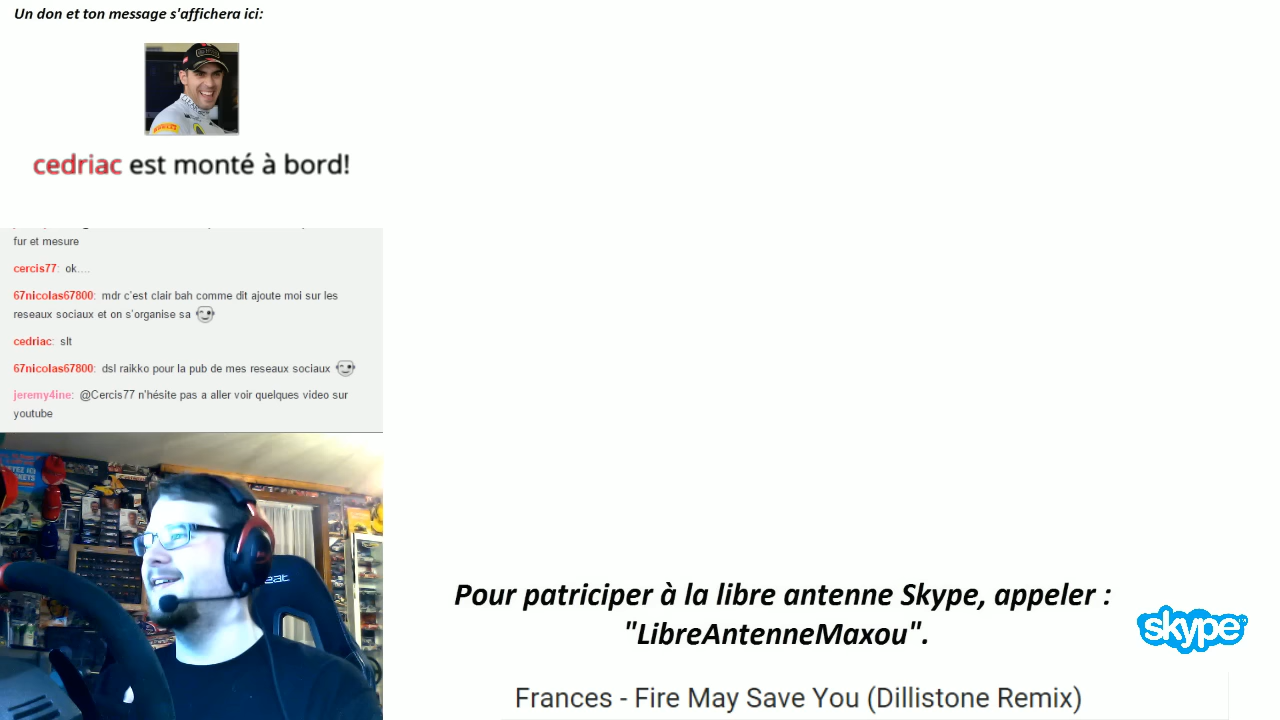 Un don et ton message s'affichera ici:
cedriac est monté à bord!
fur et mesure
cercis77: ok....
67nicolas67800: mdr c'est clair bah comme dit ajoute moi sur les
reseaux sociaux et on s'organise sa
cedriac: slt
67nicolas67800: dsl raikko pour la pub de mes reseaux sociaux
jeremy4ine: @Cercis77 n'hésite pas a aller voir quelques video sur
youtube
Pour patriciper à la libre antenne Skype, appeler :
"LibreAntenneMaxou".
skype
Frances - Fire May Save You (Dillistone Remix)